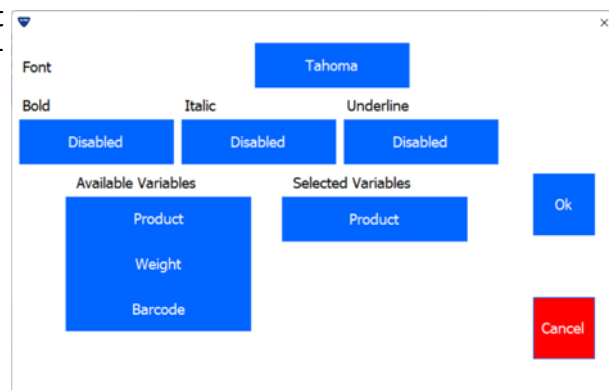 Font
Tahoma
Bold Italic Underline
Disabled Disabled Disabled
Available Variables Selected Variables
Product Product
Weight
Barcode
Ok
Cancel